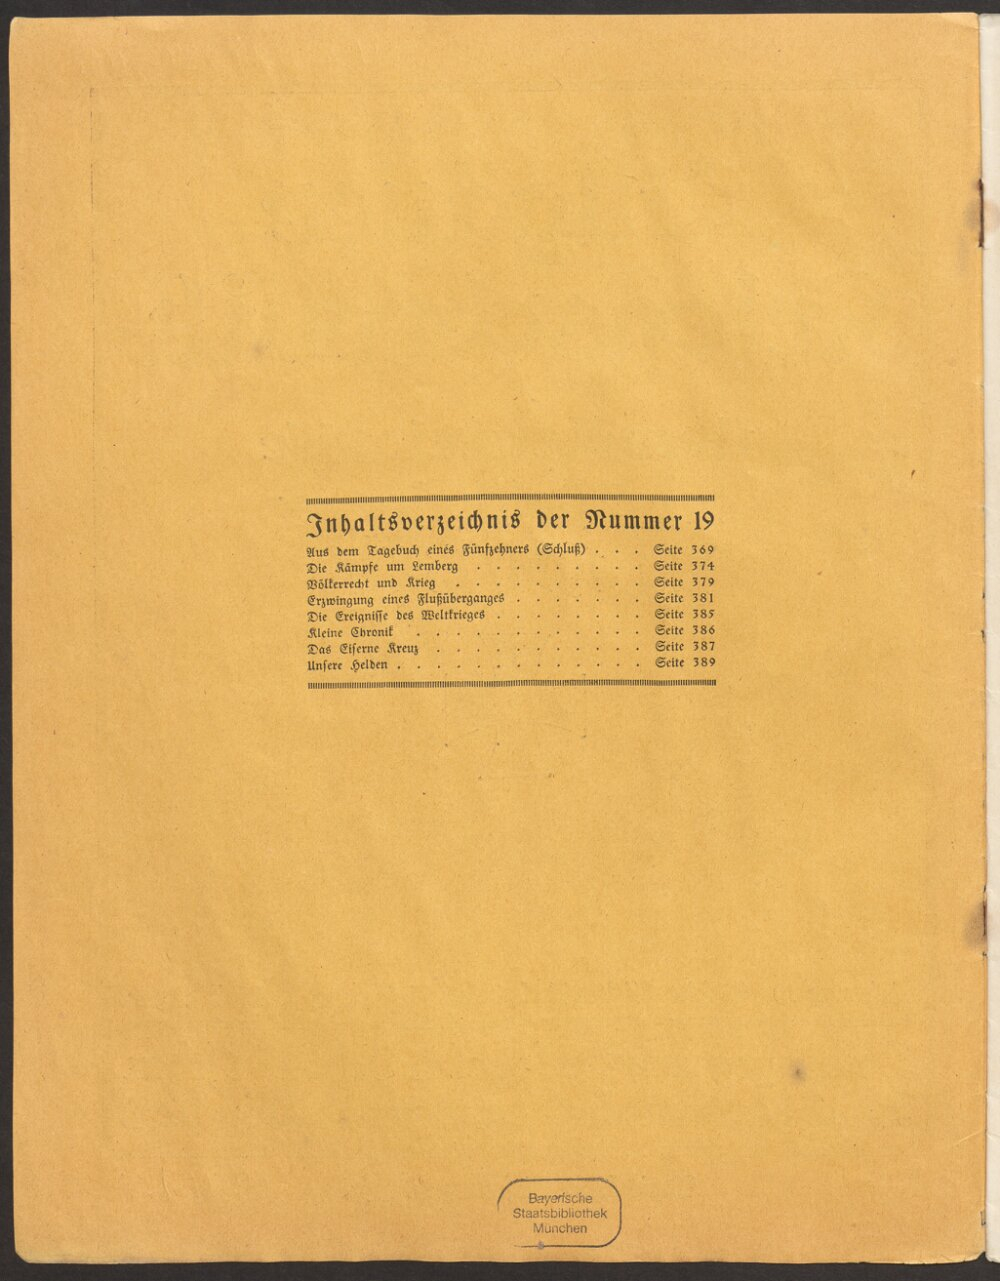 Inhaltsverzeichnis der Nummer 19
Aus dem Tagebuch eines Fünfzehners (Schluß) . . . Seite 369
Die Kämpfe um Lemberg . . . . . . . . . Seite 374
Völkerrecht und Krieg . . . . . . . . . . Seite 379
Erzwingung eines Flußüberganges . . . . . . . Seite 381
Die Ereignisse des Weltkrieges . . . . . . . . Seite 385
Kleine Chronik . . . . . . . . . . . . Seite 386
Das Eiserne Kreuz . . . . . . . . . . . Seite 387
Unsere Helden . . . . . . . . . . . . . Seite 389
Bayerische
Staatsbibliothek
München